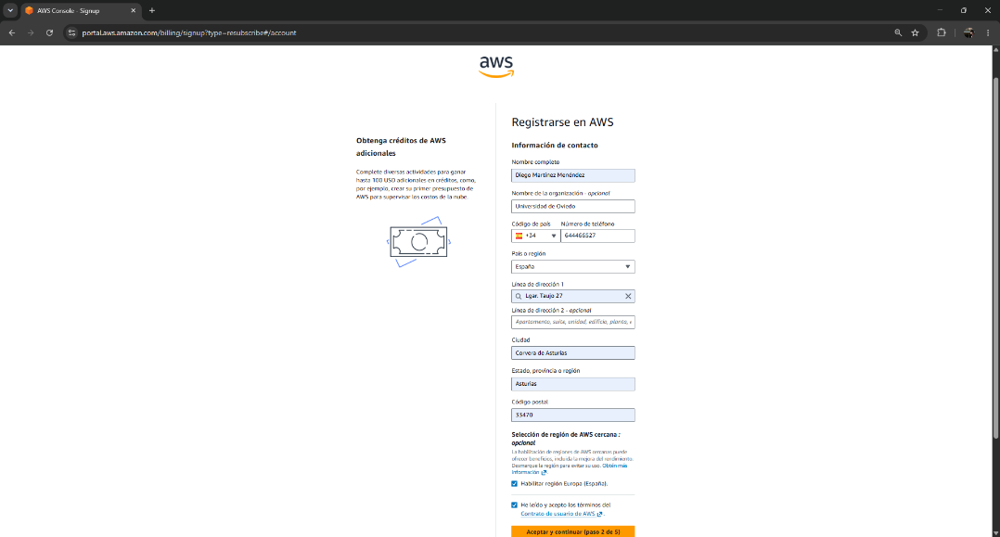 AWS Console - Signup
portal.aws.amazon.com/billing/signup?type=resubscribe#/account
aws
Obtenga créditos de AWS
adicionales
Complete diversas actividades para ganar
hasta 100 USD adicionales en créditos, como,
por ejemplo, crear su primer presupuesto de
AWS para supervisar los costos de la nube.
Registrarse en AWS
Información de contacto
Nombre completo
Diego Martínez Menéndez
Nombre de la organización - opcional
Universidad de Oviedo
Código de país Número de teléfono
+34 644466527
País o región
España
Línea de dirección 1
Lgar. Taujo 27
Línea de dirección 2 - opcional
Apartamento, suite, unidad, edificio, planta, e
Ciudad
Corvera de Asturias
Estado, provincia o región
Asturias
Código postal
33470
Selección de región de AWS cercana :
opcional
La habilitación de regiones de AWS cercanas puede
ofrecer beneficios, incluida la mejora del rendimiento.
Desmarque la región para evitar su uso. Obtén más
información
Habilitar región Europa (España).
He leído y acepto los términos del
Contrato de usuario de AWS.
Aceptar y continuar (paso 2 de 5)